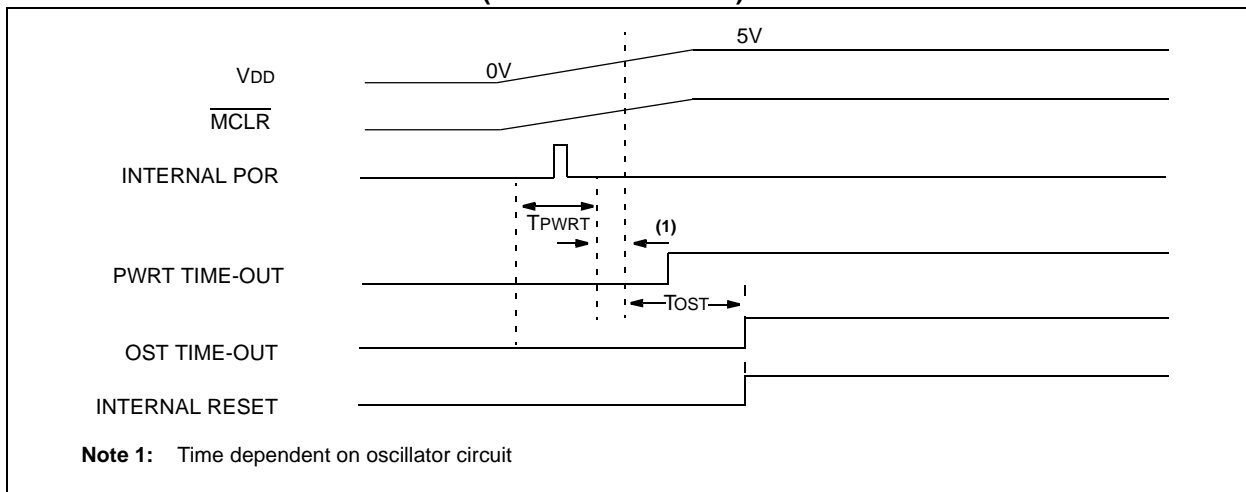 5V
VDD
0V
MCLR
INTERNAL POR
TPWRT
(1)
PWRT TIME-OUT
TOST
OST TIME-OUT
INTERNAL RESET
Note 1: Time dependent on oscillator circuit